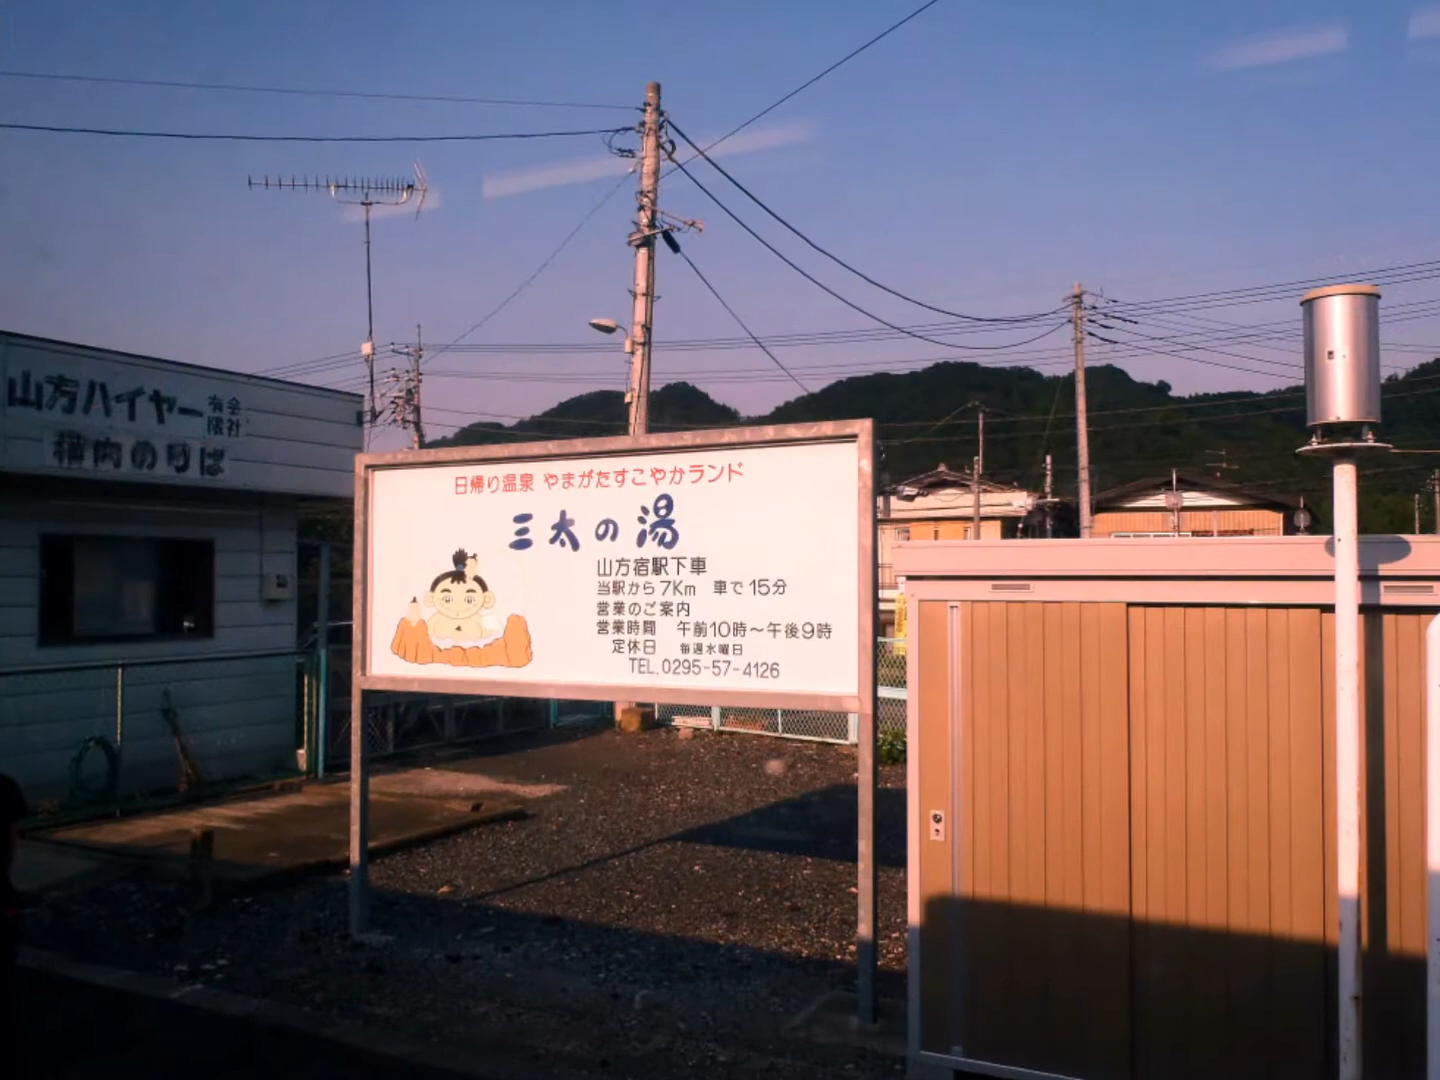 山方ハイヤー有限会社
構内のりば
日帰り温泉 やまがたすこやかランド
三太の湯
山方宿駅下車
当駅から7Km 車で15分
営業のご案内
営業時間 午前10時～午後9時
定休日 毎週水曜日
TEL.0295-57-4126